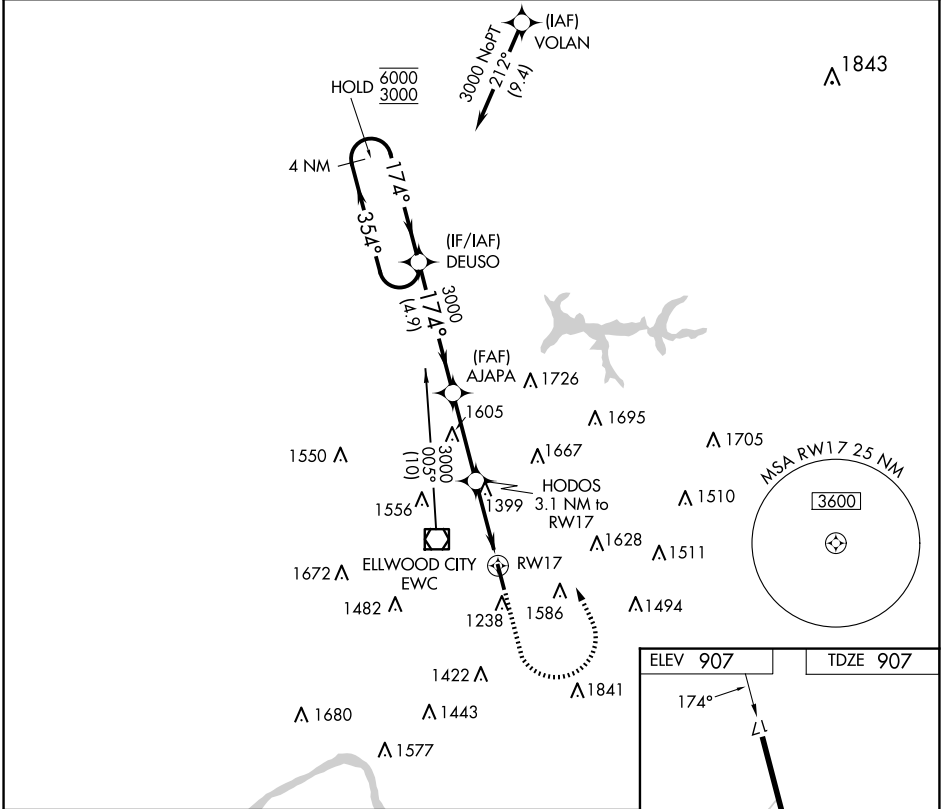 (IAF)
VOLAN
3000 NoPT
212°
(9.4)
1843
HOLD
6000
3000
4 NM
174°
354°
(IF/IAF)
DEUSO
3000
174°
(4.9)
(FAF)
AJAPA
1726
1605
1695
1550
3000
005°
(10)
1667
1705
MSA RW17 25 NM
3600
HODOS
3.1 NM to
RW17
1399
1510
1556
1628
1511
ELLWOOD CITY
EWC
RW17
1672
1482
1238
1586
1494
1422
1841
ELEV 907
TDZE 907
174°
17
1680
1443
1577